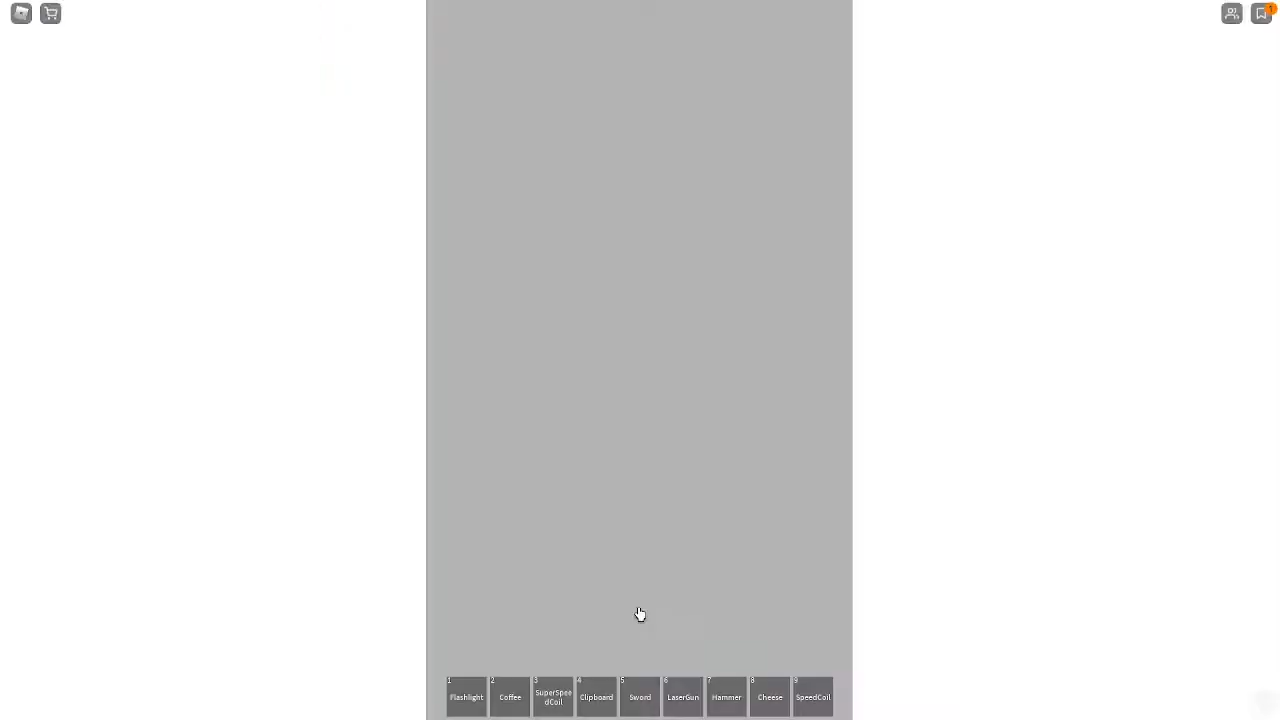 1
1 2 3 4 5 6 7 8 9
Flashlight Coffee SuperSpee Clipboard Sword LaserGun Hammer Cheese SpeedCoil
dCoil